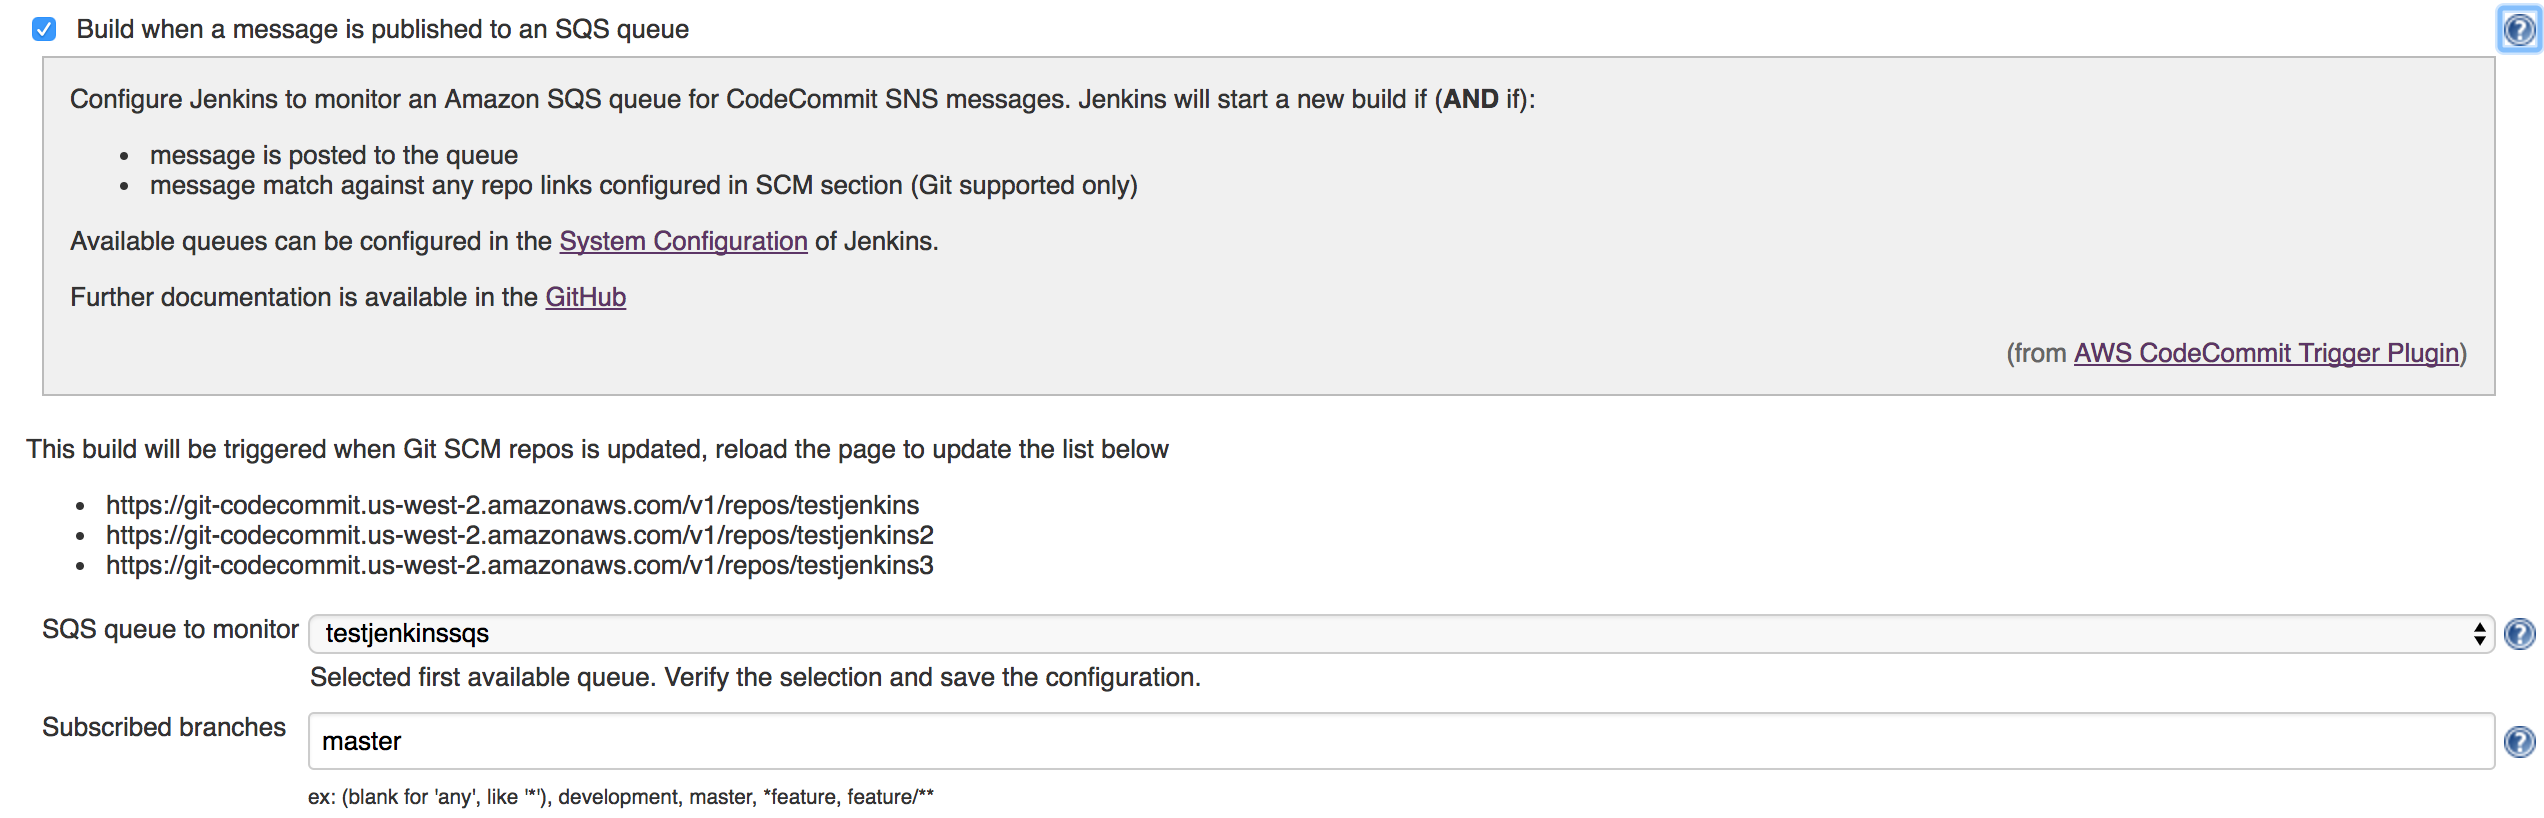 Build when a message is published to an SQS queue
Configure Jenkins to monitor an Amazon SQS queue for CodeCommit SNS messages. Jenkins will start a new build if (AND if):
• message is posted to the queue
• message match against any repo links configured in SCM section (Git supported only)
Available queues can be configured in the System Configuration of Jenkins.
Further documentation is available in the GitHub
(from AWS CodeCommit Trigger Plugin)
This build will be triggered when Git SCM repos is updated, reload the page to update the list below
• https://git-codecommit.us-west-2.amazonaws.com/v1/repos/testjenkins
• https://git-codecommit.us-west-2.amazonaws.com/v1/repos/testjenkins2
• https://git-codecommit.us-west-2.amazonaws.com/v1/repos/testjenkins3
SQS queue to monitor testjenkinssqs
Selected first available queue. Verify the selection and save the configuration.
Subscribed branches master
ex: (blank for 'any', like '*'), development, master, *feature, feature/**